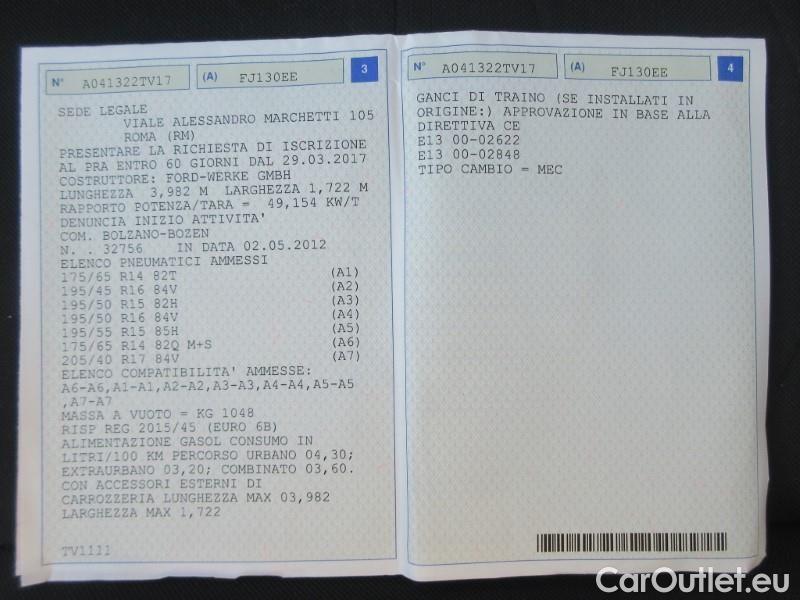 N° A041322TV17 (A) FJ130EE 3
SEDE LEGALE
VIALE ALESSANDRO MARCHETTI 105
ROMA (RM)
PRESENTARE LA RICHIESTA DI ISCRIZIONE
AL PRA ENTRO 60 GIORNI DAL 29.03.2017
COSTRUTTORE: FORD-WERKE GMBH
LUNGHEZZA 3,982 M LARGHEZZA 1,722 M
RAPPORTO POTENZA/TARA = 49,154 KW/T
DENUNCIA INIZIO ATTIVITA'
COM. BOLZANO-BOZEN
N. . 32756 IN DATA 02.05.2012
ELENCO PNEUMATICI AMMESSI
175/65 R14 82T (A1)
195/45 R16 84V (A2)
195/50 R15 82H (A3)
195/50 R16 84V (A4)
195/55 R15 85H (A5)
175/65 R14 82Q M+S (A6)
205/40 R17 84V (A7)
ELENCO COMPATIBILITA' AMMESSE:
A6-A6,A1-A1,A2-A2,A3-A3,A4-A4,A5-A5
,A7-A7
MASSA A VUOTO = KG 1048
RISP REG 2015/45 (EURO 6B)
ALIMENTAZIONE GASOL CONSUMO IN
LITRI/100 KM PERCORSO URBANO 04,30;
EXTRAURBANO 03,20; COMBINATO 03,60.
CON ACCESSORI ESTERNI DI
CARROZZERIA LUNGHEZZA MAX 03,982
LARGHEZZA MAX 1,722
TV1111
N° A041322TV17 (A) FJ130EE 4
GANCI DI TRAINO (SE INSTALLATI IN
ORIGINE:) APPROVAZIONE IN BASE ALLA
DIRETTIVA CE
E13 00-02622
E13 00-02848
TIPO CAMBIO = MEC
CarOutlet.eu